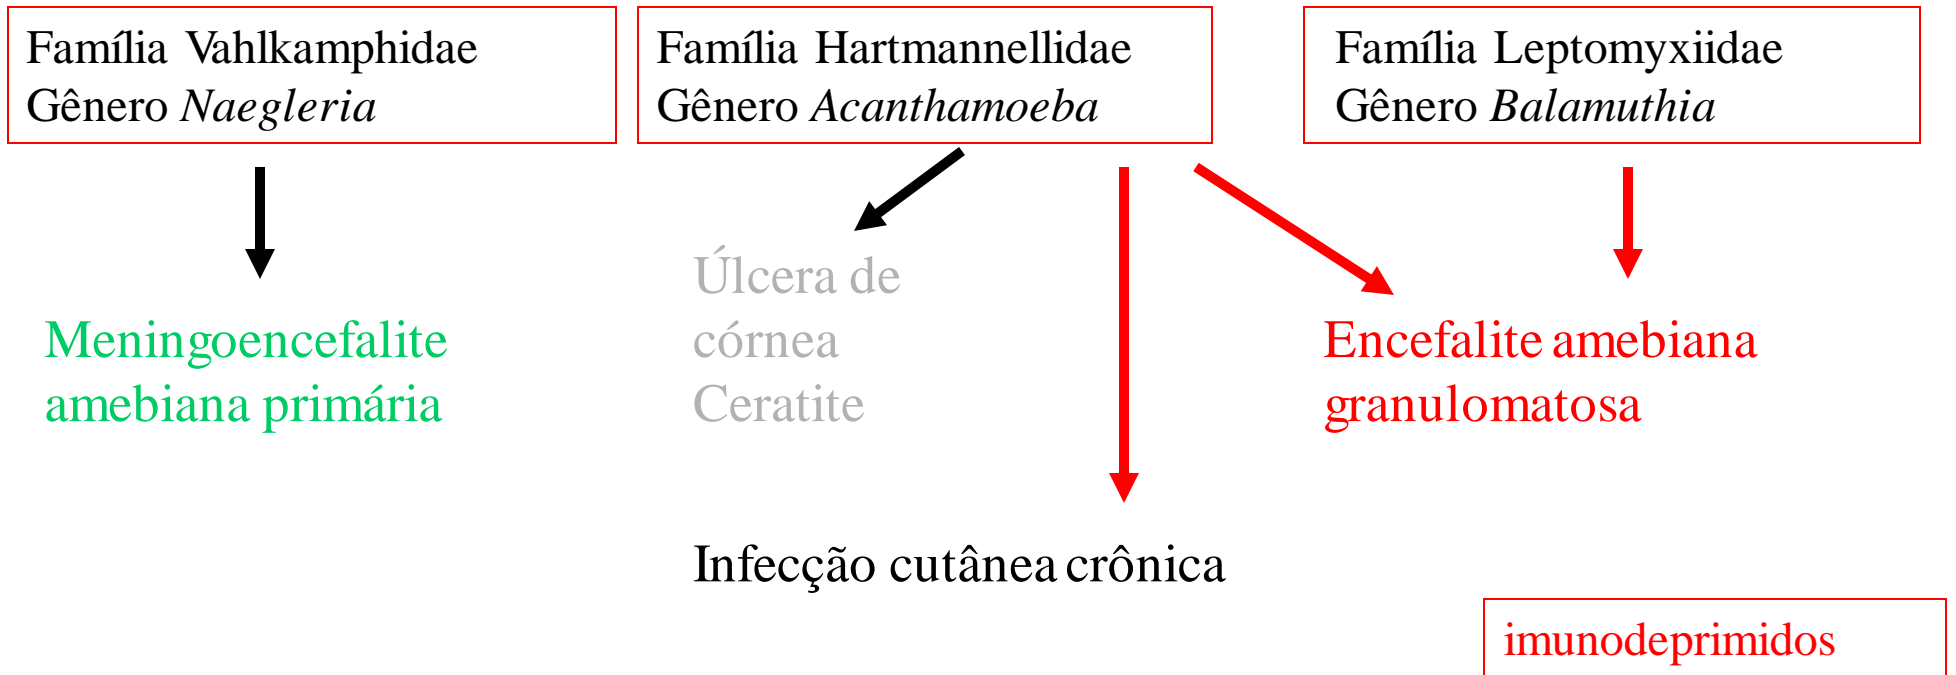 Família Vahlkamphidae
Gênero Naegleria
Família Hartmannellidae
Gênero Acanthamoeba
Família Leptomyxiidae
Gênero Balamuthia
Meningoencefalite
amebiana primária
Úlcera de
córnea
Ceratite
Encefalite amebiana
granulomatosa
Infecção cutânea crônica
imunodeprimidos